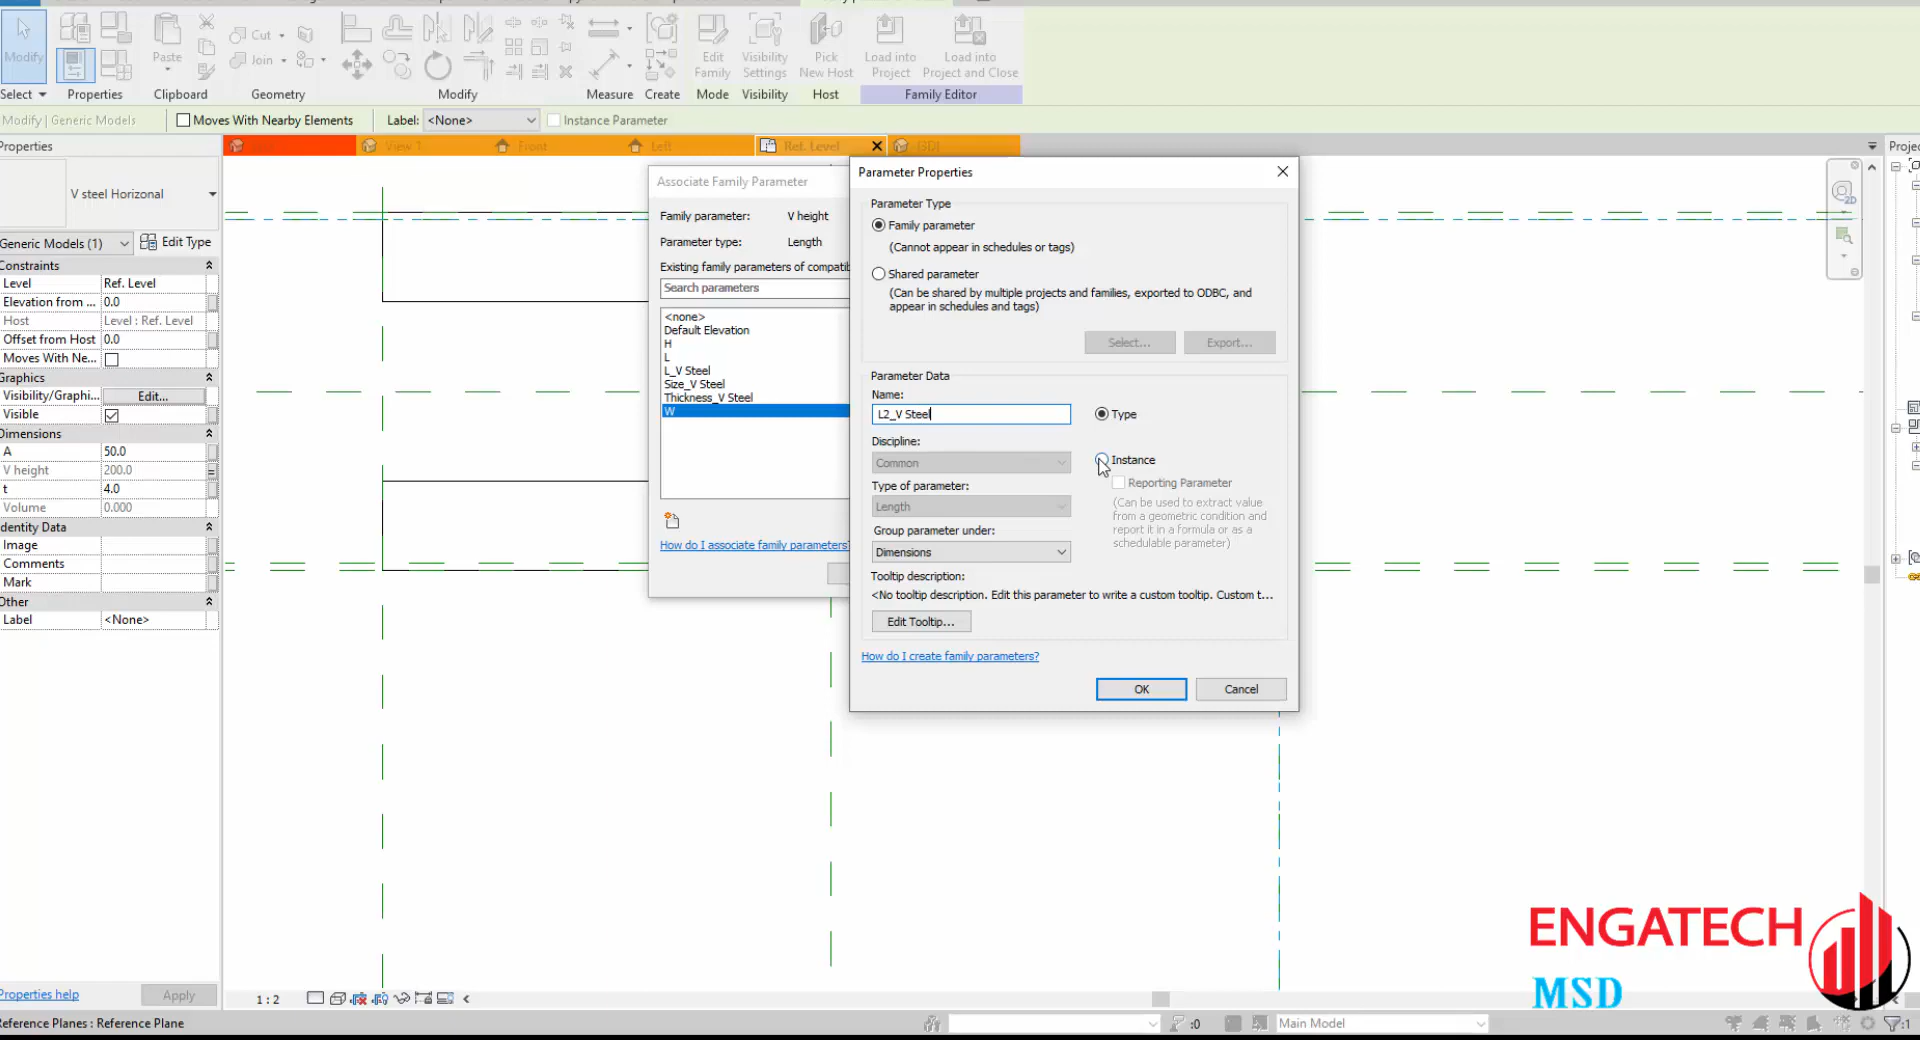 Modify
Select
Properties
Paste
Clipboard
Cut
Join
Geometry
Modify
Measure
Create
Edit
Family
Mode
Visibility
Settings
Visibility
Pick
New Host
Host
Load into
Project
Load into
Project and Close
Family Editor
Modify | Generic Models
Moves With Nearby Elements
Label:
<None>
Instance Parameter
Properties
View 1
Front
Left
Ref. Level
Projec
V steel Horizonal
Generic Models (1)
Edit Type
Constraints
Level Ref. Level
Elevation from ... 0.0
Host Level : Ref. Level
Offset from Host 0.0
Moves With Ne...
Graphics
Visibility/Graphi... Edit...
Visible
Dimensions
A 50.0
V height 200.0 =
t 4.0
Volume 0.000
dentity Data
Image
Comments
Mark
Other
Label <None>
Properties help
Apply
Associate Family Parameter
Family parameter: V height
Parameter type: Length
Existing family parameters of compatib
Search parameters
<none>
Default Elevation
H
L
L_V Steel
Size_V Steel
Thickness_V Steel
W
How do I associate family parameters?
Parameter Properties
Parameter Type
Family parameter
(Cannot appear in schedules or tags)
Shared parameter
(Can be shared by multiple projects and families, exported to ODBC, and
appear in schedules and tags)
Select...
Export...
Parameter Data
Name:
L2_V Steel
Type
Discipline:
Common
Instance
Reporting Parameter
Type of parameter:
Length
(Can be used to extract value
from a geometric condition and
report it in a formula or as a
schedulable parameter)
Group parameter under:
Dimensions
Tooltip description:
<No tooltip description. Edit this parameter to write a custom tooltip. Custom t...
Edit Tooltip...
How do I create family parameters?
OK
Cancel
2D
1 : 2
ENGATECH
MSD
Reference Planes : Reference Plane
:0
Main Model
:1